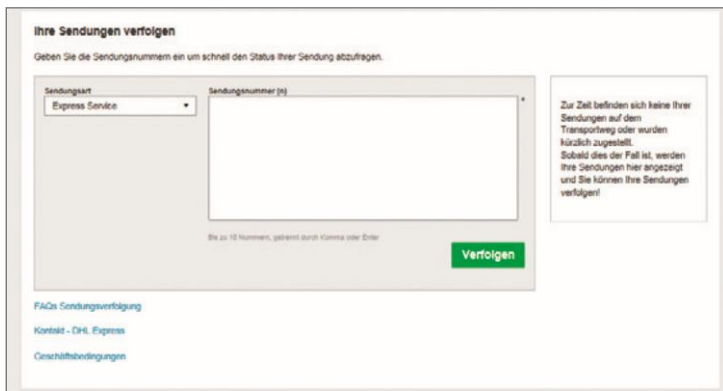 Ihre Sendungen verfolgen
Geben Sie die Sendungsnummern ein um schnell den Status Ihrer Sendung abzufragen.
Sendungsart
Express Service
Sendungsnummer (n)
*
Bis zu 10 Nummern, getrennt durch Komma oder Enter
Verfolgen
Zur Zeit befinden sich keine Ihrer
Sendungen auf dem
Transportweg oder wurden
kürzlich zugestellt.
Sobald dies der Fall ist, werden
Ihre Sendungen hier angezeigt
und Sie können Ihre Sendungen
verfolgen!
FAQs Sendungsverfolgung
Kontakt - DHL Express
Geschäftsbedingungen